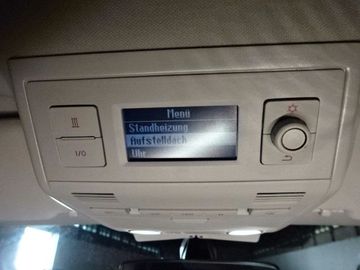 Menü
Standheizung
Aufstelldach
Uhr
I/O